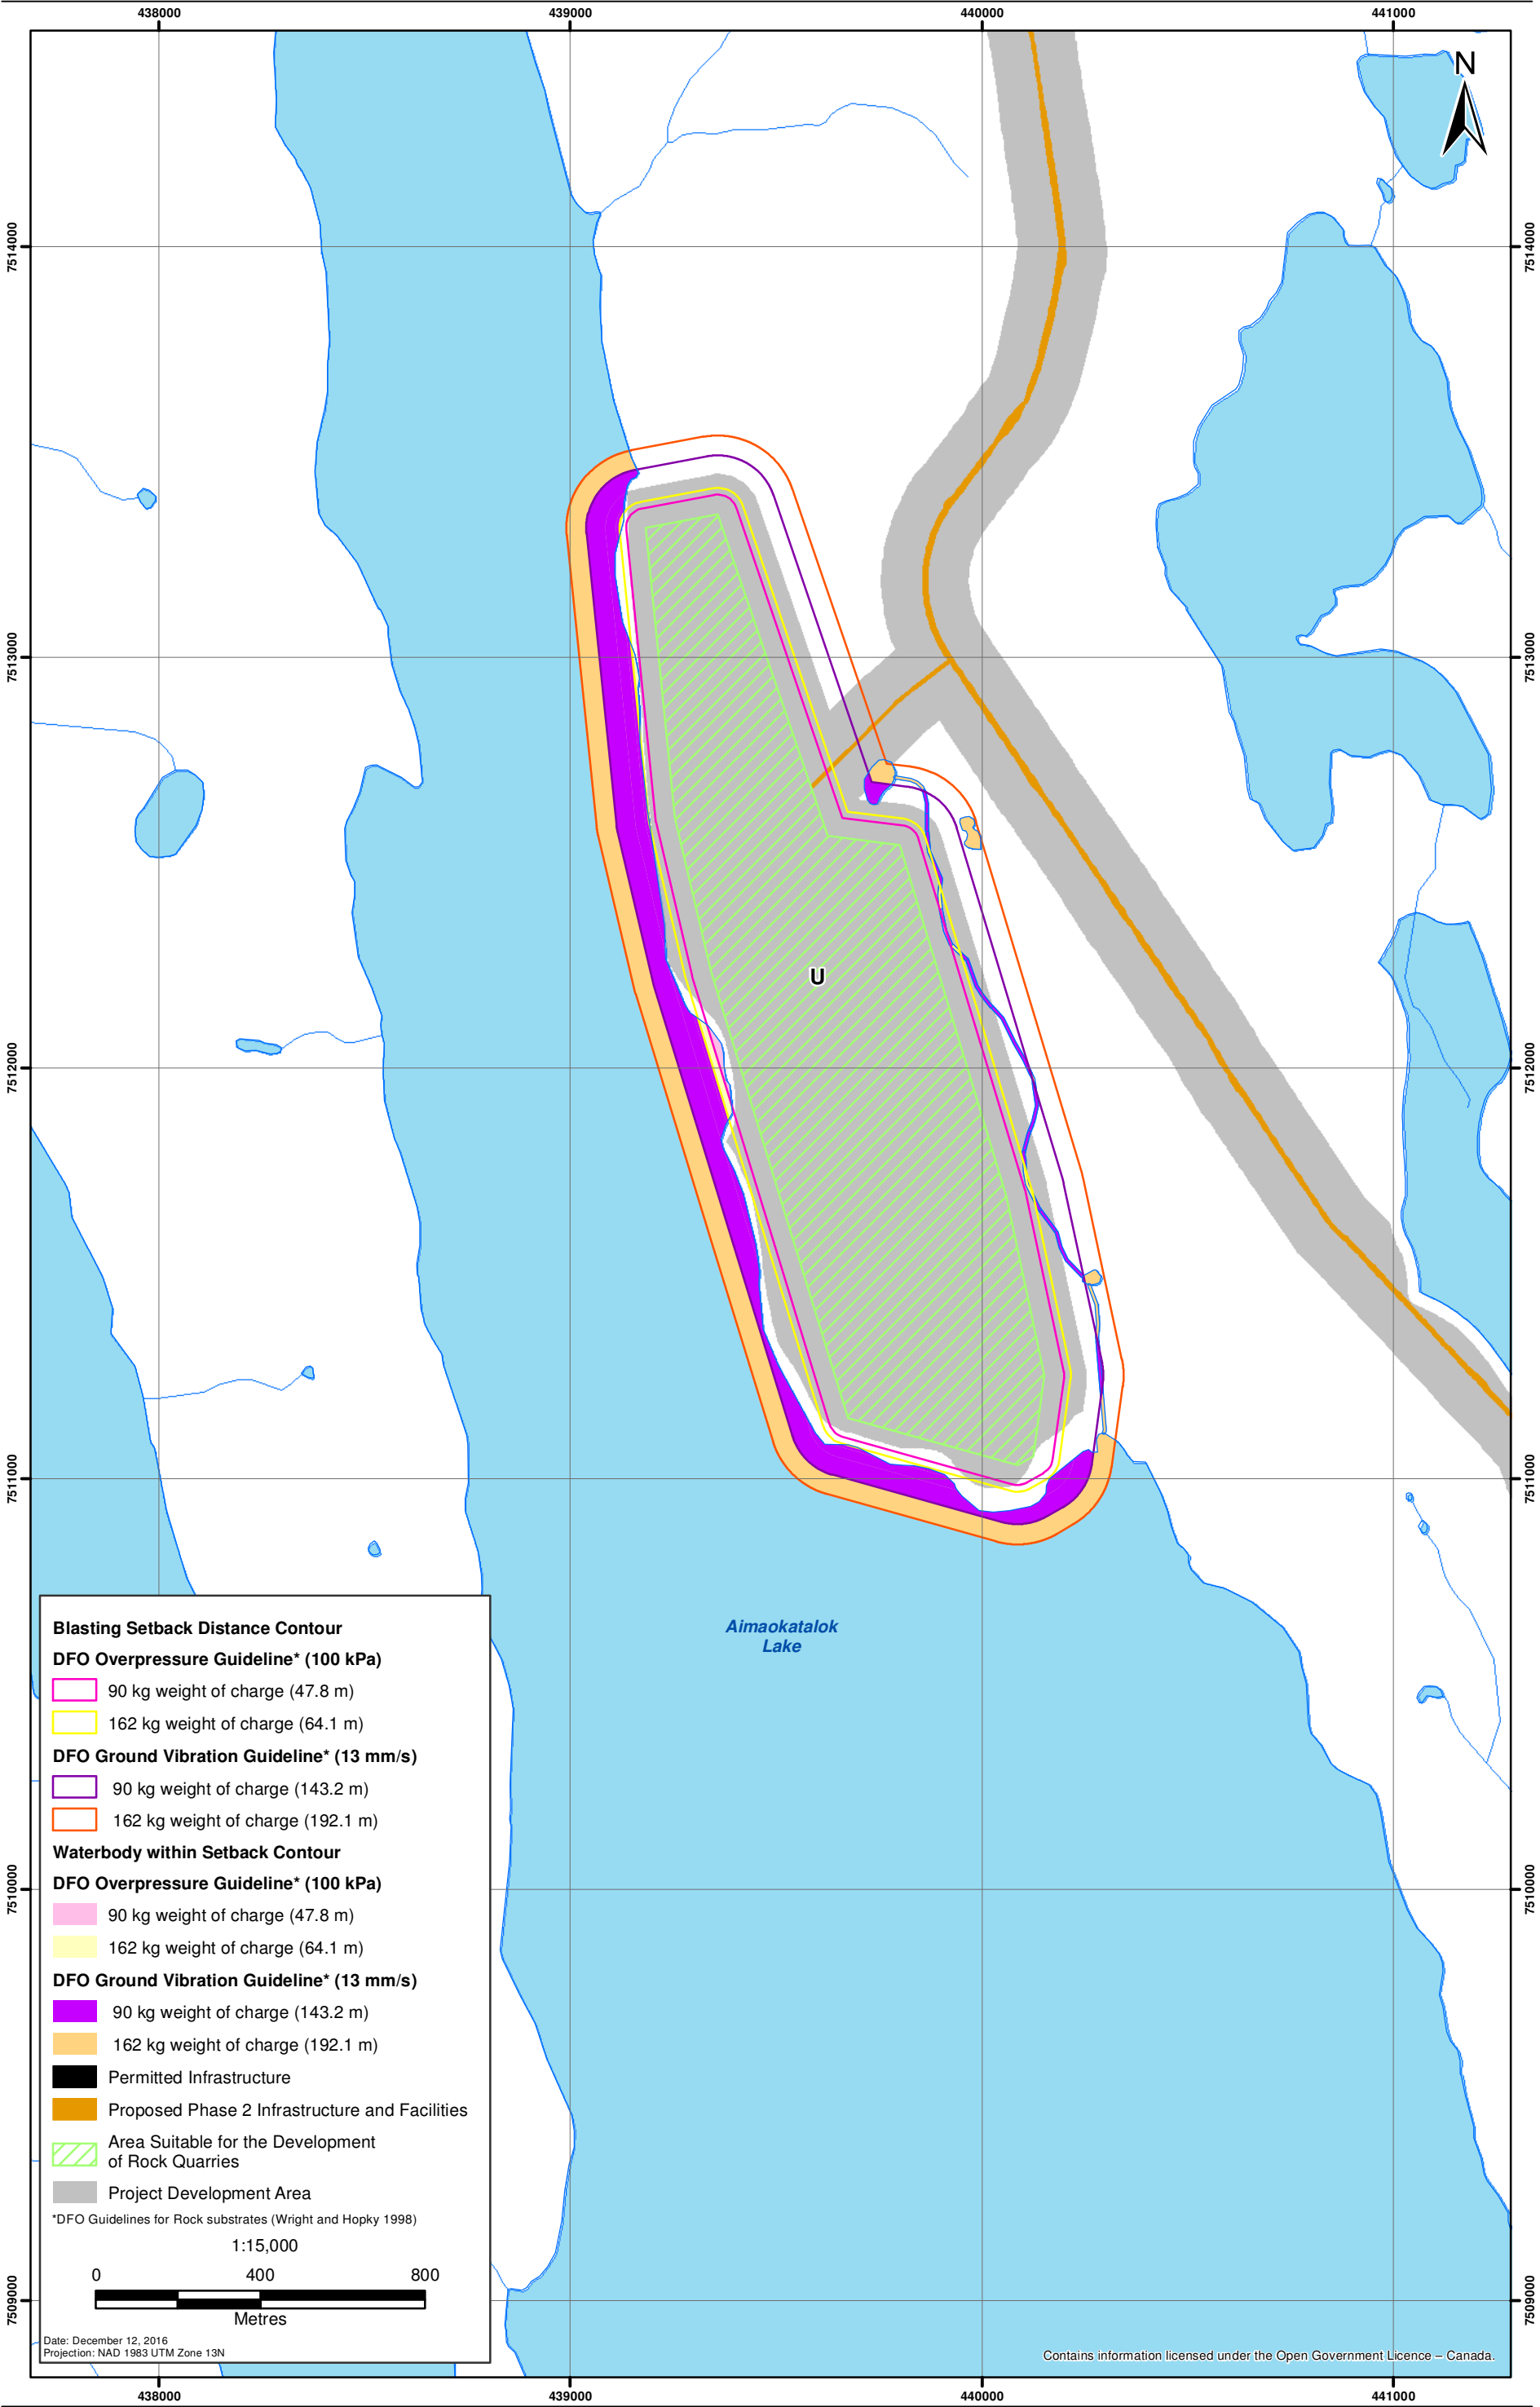 438000
439000
440000
441000
N
7514000
7514000
7513000
7513000
U
7512000
7512000
7511000
7511000
Aimaokatalok
Lake
Blasting Setback Distance Contour
DFO Overpressure Guideline* (100 kPa)
90 kg weight of charge (47.8 m)
162 kg weight of charge (64.1 m)
DFO Ground Vibration Guideline* (13 mm/s)
90 kg weight of charge (143.2 m)
162 kg weight of charge (192.1 m)
Waterbody within Setback Contour
DFO Overpressure Guideline* (100 kPa)
90 kg weight of charge (47.8 m)
162 kg weight of charge (64.1 m)
DFO Ground Vibration Guideline* (13 mm/s)
90 kg weight of charge (143.2 m)
162 kg weight of charge (192.1 m)
Permitted Infrastructure
Proposed Phase 2 Infrastructure and Facilities
Area Suitable for the Development
of Rock Quarries
Project Development Area
*DFO Guidelines for Rock substrates (Wright and Hopky 1998)
1:15,000
0 400 800
Metres
Date: December 12, 2016
Projection: NAD 1983 UTM Zone 13N
7510000
7510000
7509000
7509000
Contains information licensed under the Open Government Licence – Canada.
438000
439000
440000
441000